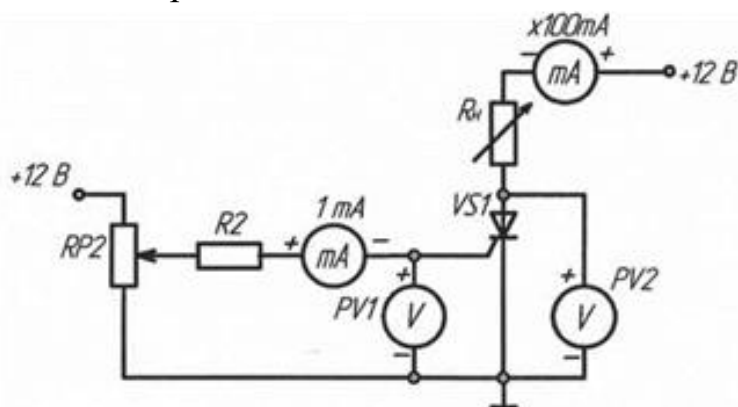 x100mA
mA
+12 В
Rн
+12 В
VS1
R2
1 mA
RP2
mA
PV1
V
PV2
V